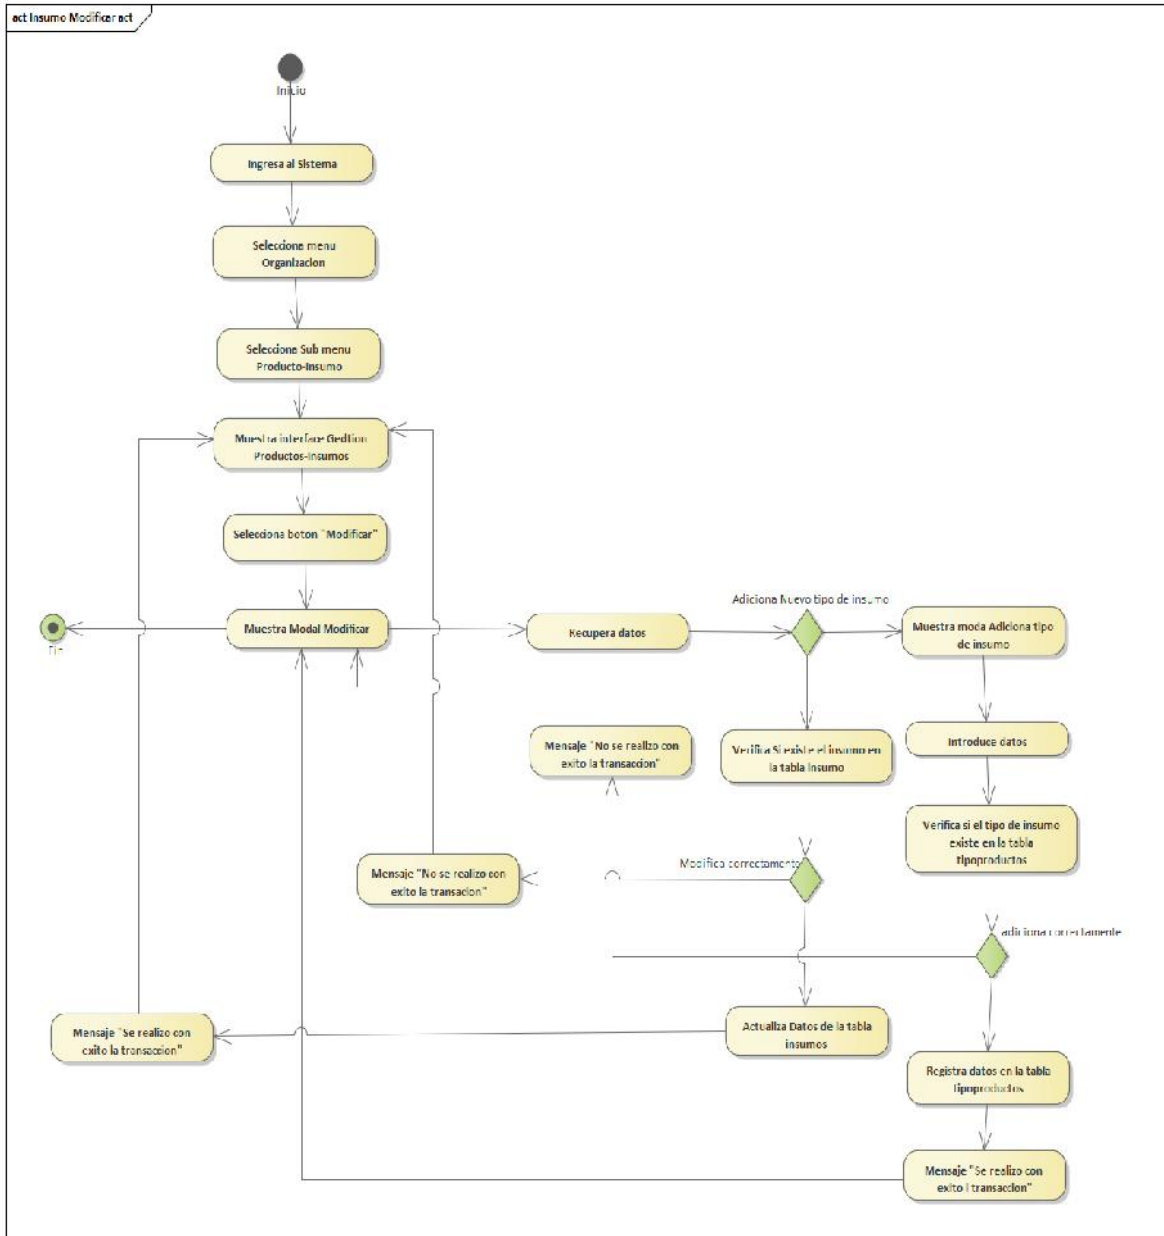 act Insumo Modificar act
Inicio
Ingresa al Sistema
Selecciona menu
Organizacion
Selecciona Sub menu
Producto-Insumo
Muestra interface Gedtion
Productos-Insumos
Selecciona boton "Modificar"
Muestra Modal Modificar
Recupera datos
Adiciona Nuevo tipo de insumo
Muestra moda Adiciona tipo
de insumo
Introduce datos
Verifica si el tipo de insumo
existe en la tabla
tipoproductos
Verifica Si existe el insumo en
la tabla insumo
Mensaje "No se realizo con
exito la transaccion"
Modifica correctamente
Mensaje "No se realizo con
exito la transacion"
adiciona correctamente
Mensaje "Se realizo con
exito la transaccion"
Actualiza Datos de la tabla
insumos
Registra datos en la tabla
tipoproductos
Mensaje "Se realizo con
exito l transaccion"